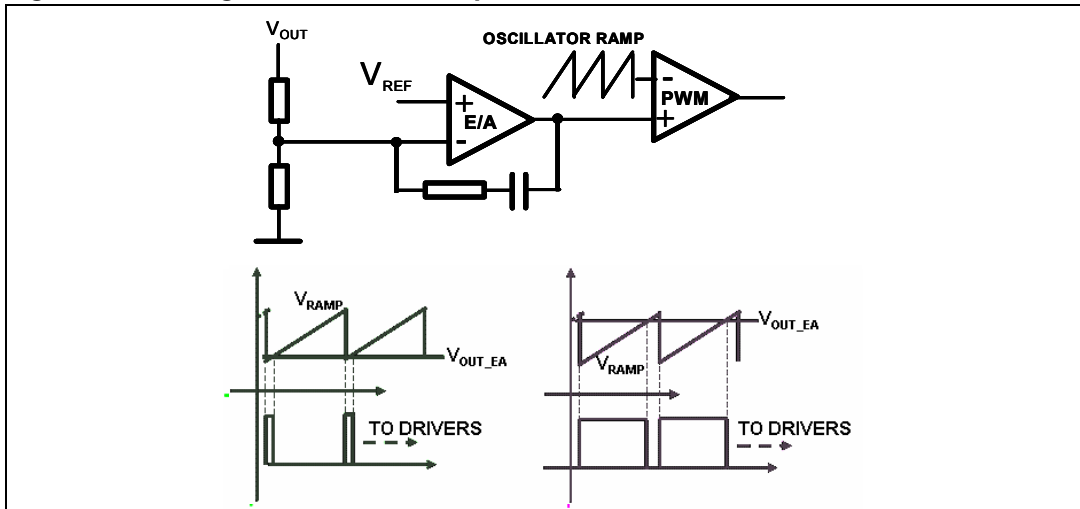 VOUT
OSCILLATOR RAMP
VREF
+
E/A
-
-
PWM
+
VRAMP
VOUT_EA
TO DRIVERS
VOUT_EA
VRAMP
TO DRIVERS